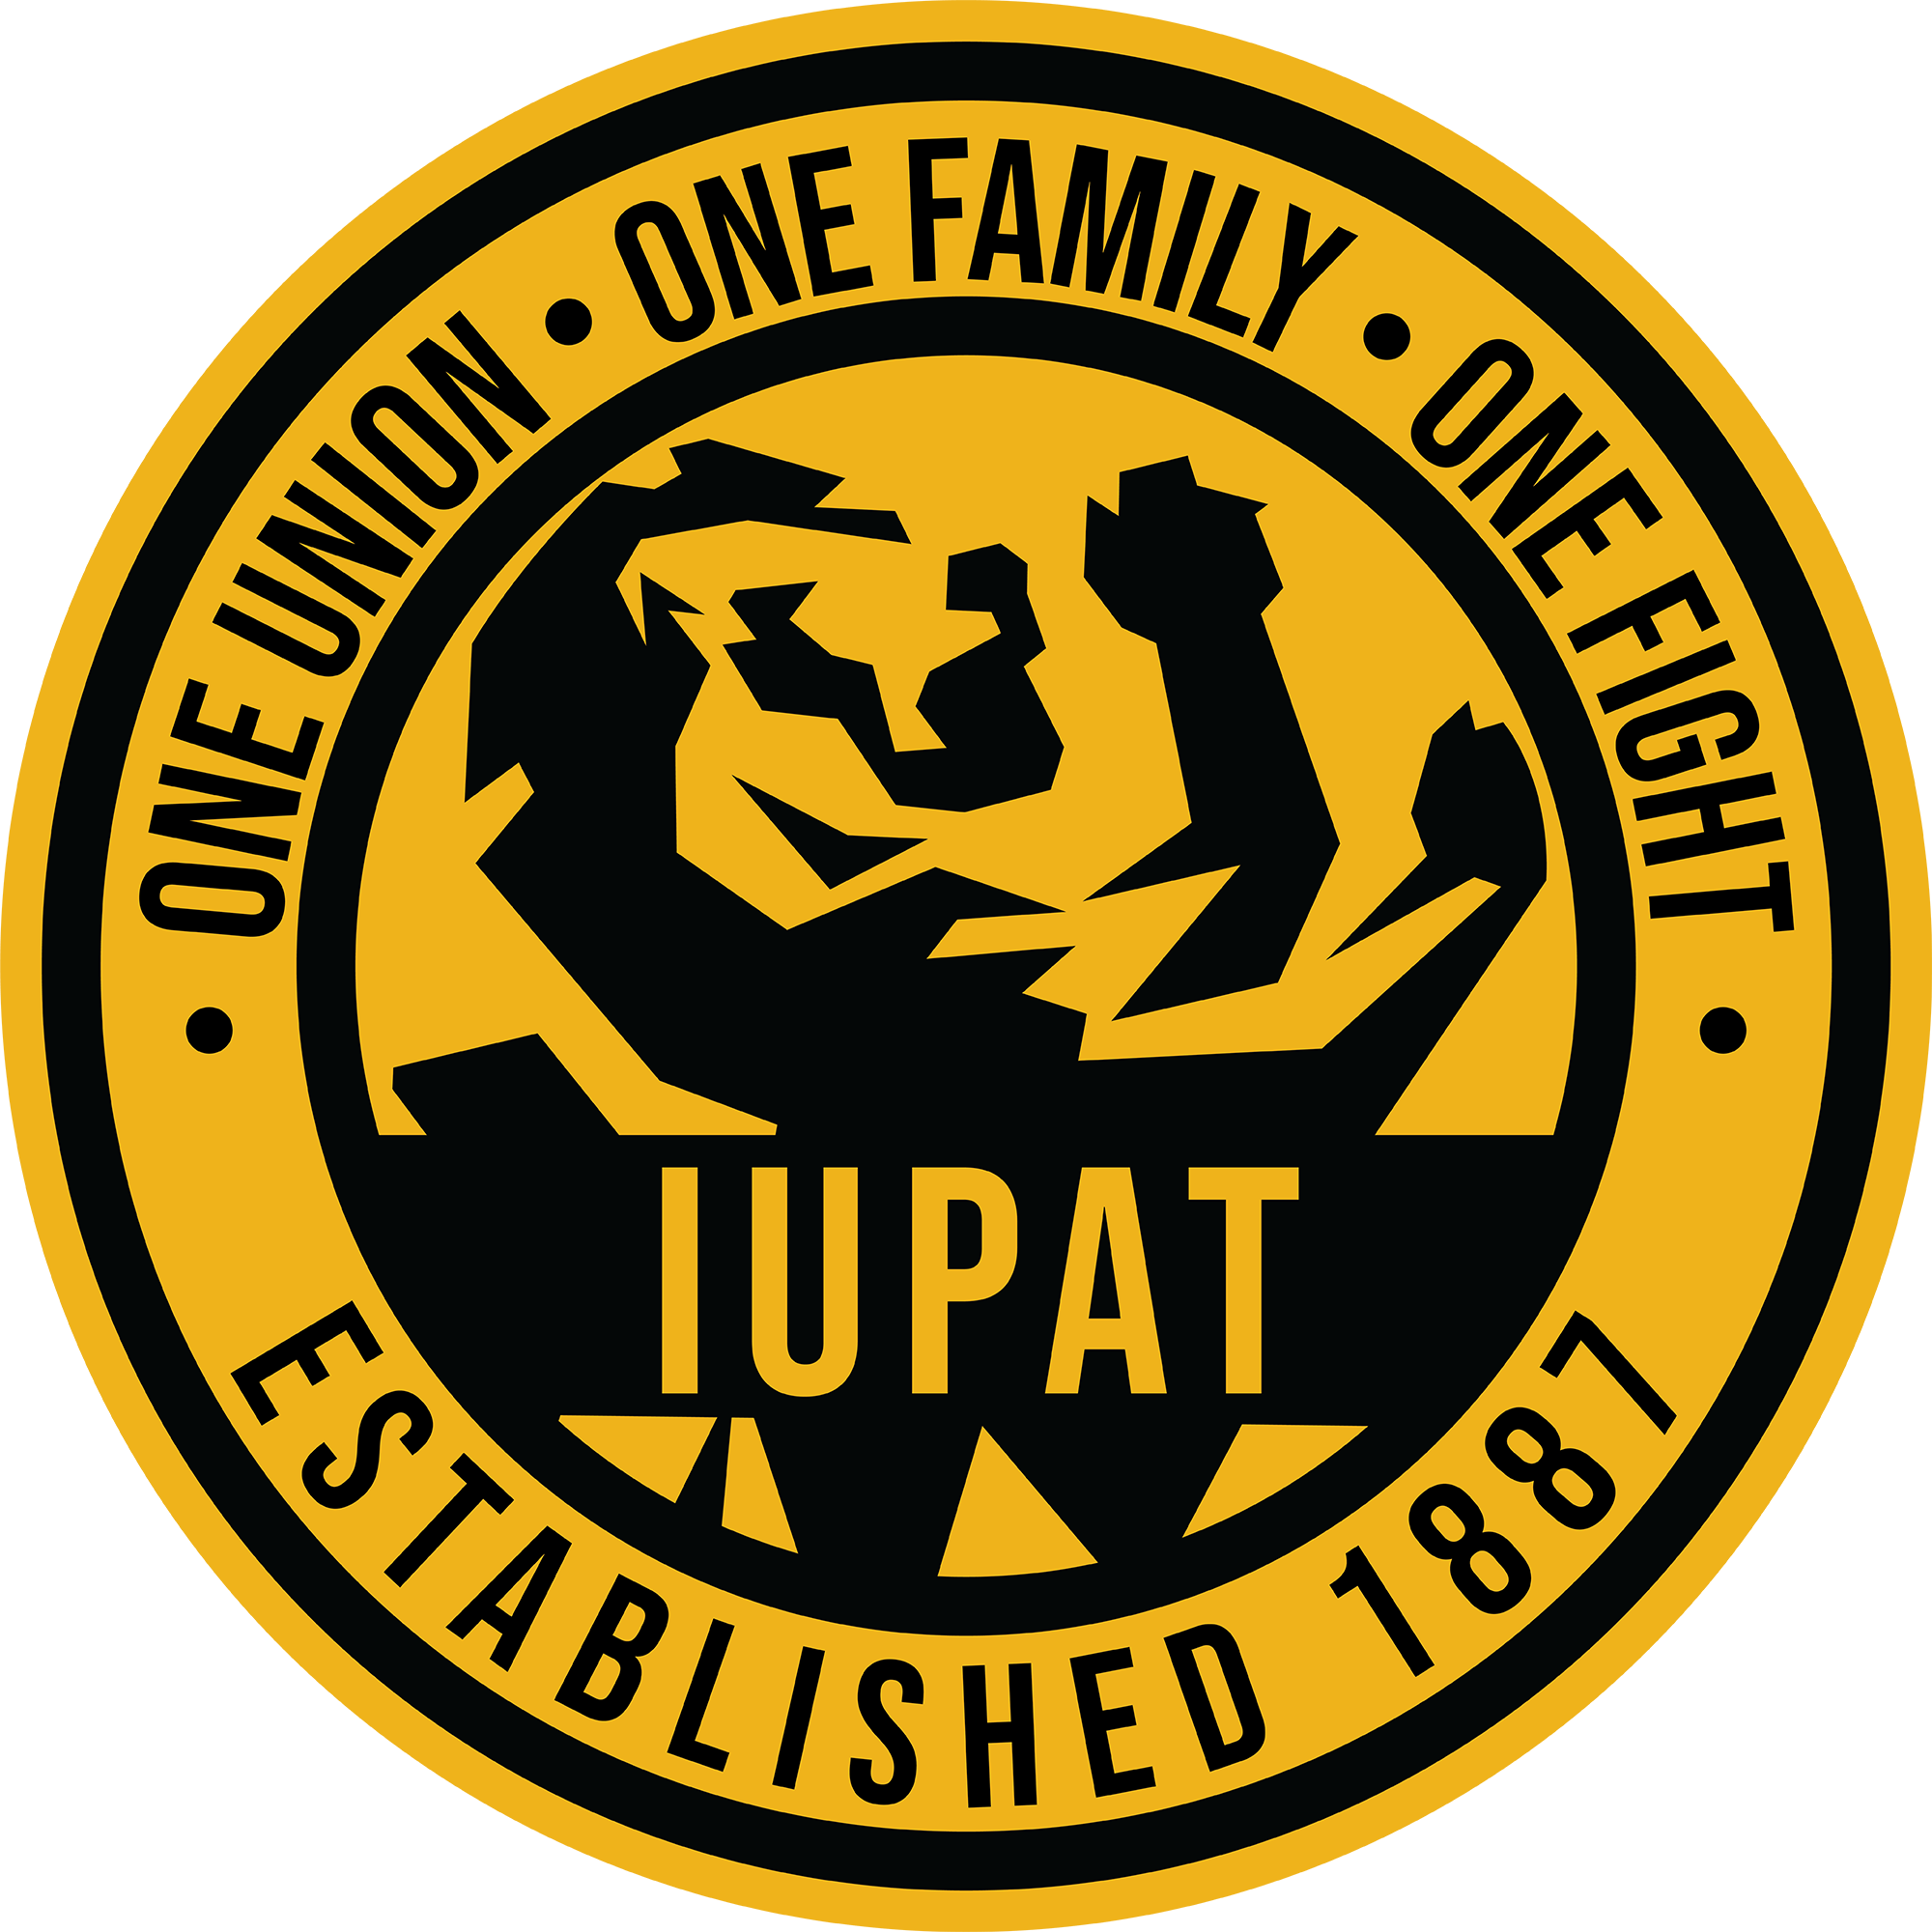 ONE UNION • ONE FAMILY • ONE FIGHT
IUPAT
• ESTABLISHED 1887 •